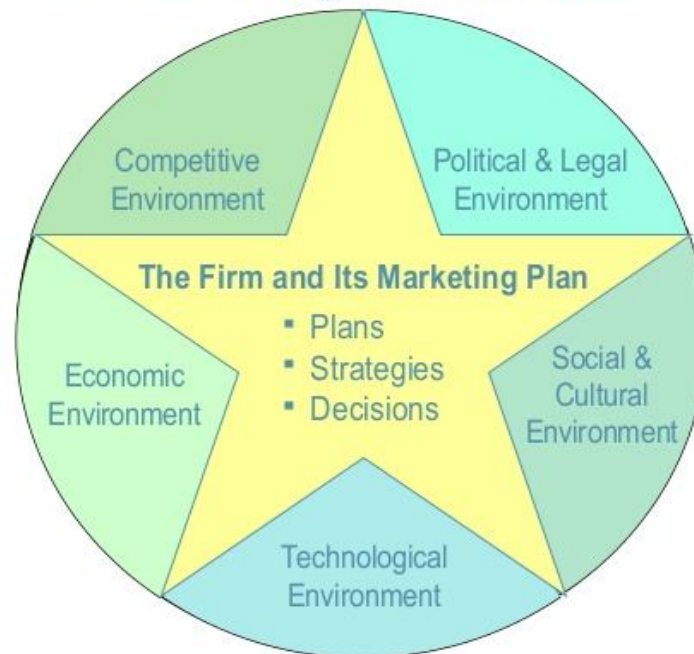 Competitive
Environment
Political & Legal
Environment
The Firm and Its Marketing Plan
▪ Plans
▪ Strategies
▪ Decisions
Economic
Environment
Social &
Cultural
Environment
Technological
Environment